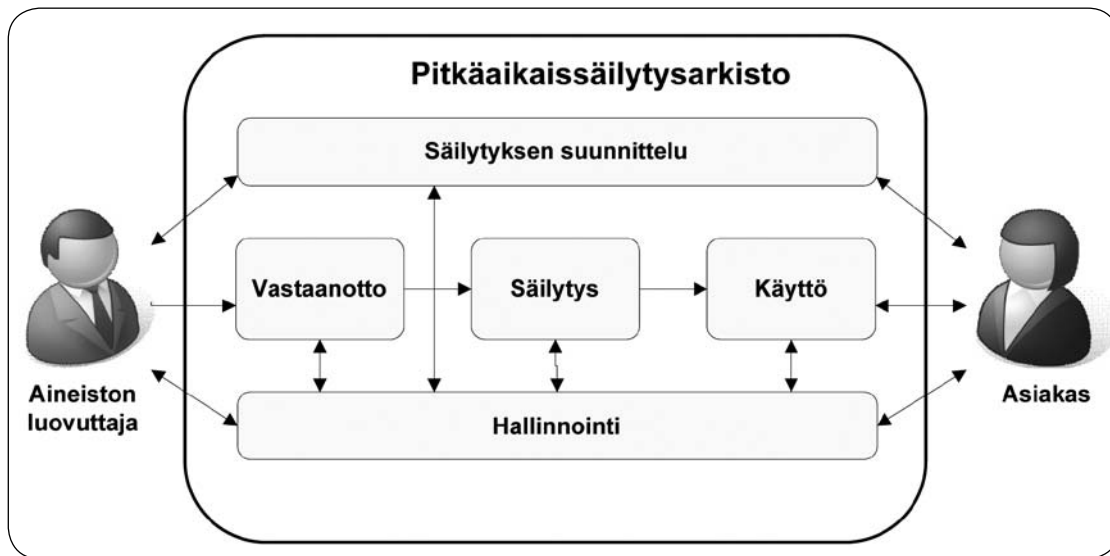 Pitkäaikaissäilytysarkisto
Säilytyksen suunnittelu
Vastaanotto
Säilytys
Käyttö
Aineiston
luovuttaja
Asiakas
Hallinnointi